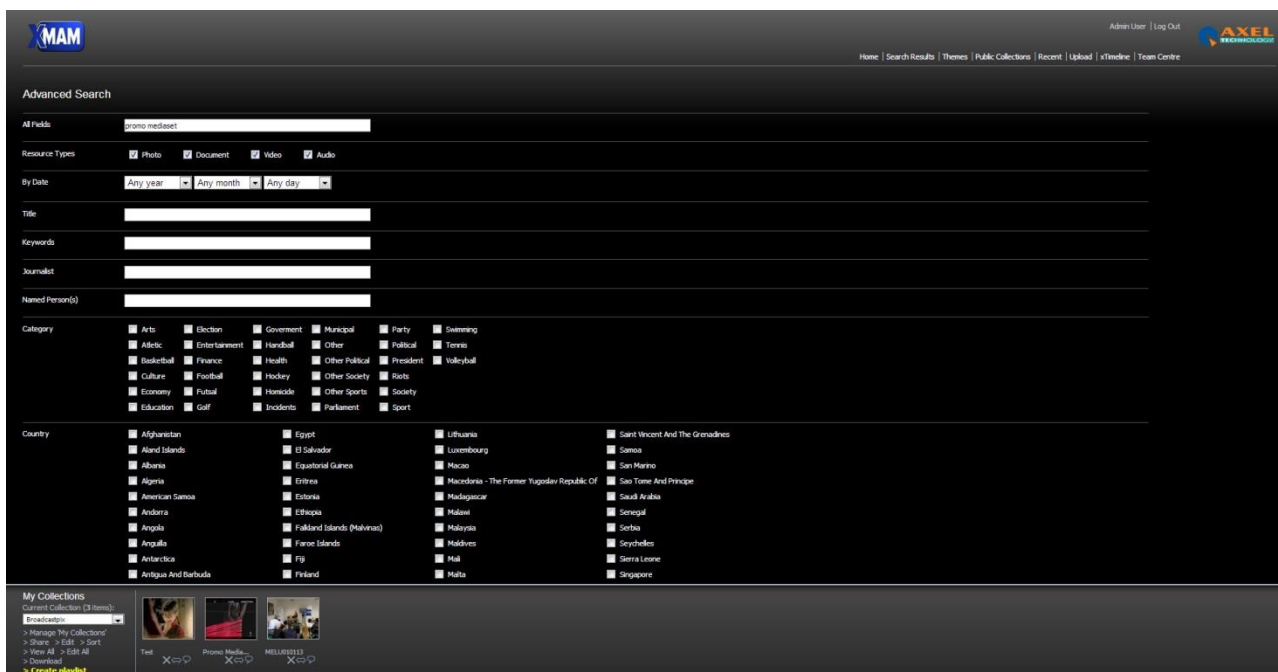 XMAM
Admin User | Log Out
AXEL
TECHNOLOGY
Home | Search Results | Themes | Public Collections | Recent | Upload | xTimeline | Team Centre
Advanced Search
All Fields promo mediaset
Resource Types Photo Document Video Audio
By Date Any year Any month Any day
Title
Keywords
Journalist
Named Person(s)
Category Arts Election Goverment Municipal Party Swimming
Atletic Entertainment Handball Other Political Tennis
Basketball Finance Health Other Political President Volleyball
Culture Football Hockey Other Society Riots
Economy Futsal Homicide Other Sports Society
Education Golf Incidents Parliament Sport
Country Afghanistan Egypt Lithuania Saint Vincent And The Grenadines
Aland Islands El Salvador Luxembourg Samoa
Albania Equatorial Guinea Macao San Marino
Algeria Eritrea Macedonia - The Former Yugoslav Republic Of Sao Tome And Principe
American Samoa Estonia Madagascar Saudi Arabia
Andorra Ethiopia Malawi Senegal
Angola Falkland Islands (Malvinas) Malaysia Serbia
Anguilla Faroe Islands Maldives Seychelles
Antarctica Fiji Mali Sierra Leone
Antigua And Barbuda Finland Malta Singapore
My Collections
Current Collection (3 items):
Broadcastpix
> Manage 'My Collections'
> Share > Edit > Sort
> View All > Edit All
> Download
> Create playlist
Test Promo Media... MELU010113